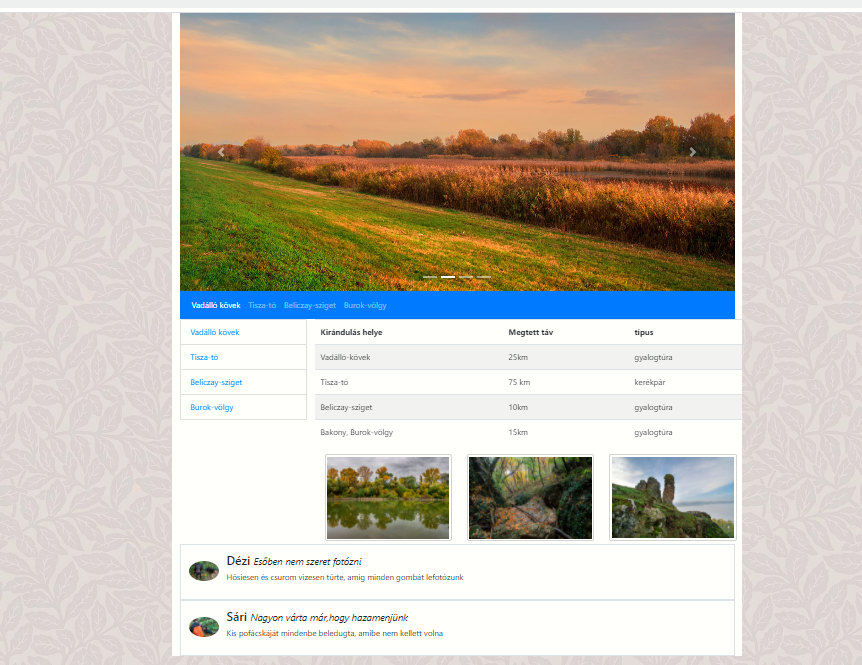 Vadálló kövek Tisza-tó Beliczay-sziget Burok-völgy
Vadálló kövek
Tisza-tó
Beliczay-sziget
Burok-völgy
Kirándulás helye Megtett táv típus
Vadálló-kövek 25km gyalogtúra
Tisza-tó 75 km kerékpár
Beliczay-sziget 10km gyalogtúra
Bakony, Burok-völgy 15km gyalogtúra
Dézi Esőben nem szeret fotózni
Hősiesen és csurom vizesen tűrte, amíg minden gombát lefotózunk
Sári Nagyon várta már,hogy hazamenjünk
Kis pofácskáját mindenbe beledugta, amibe nem kellett volna